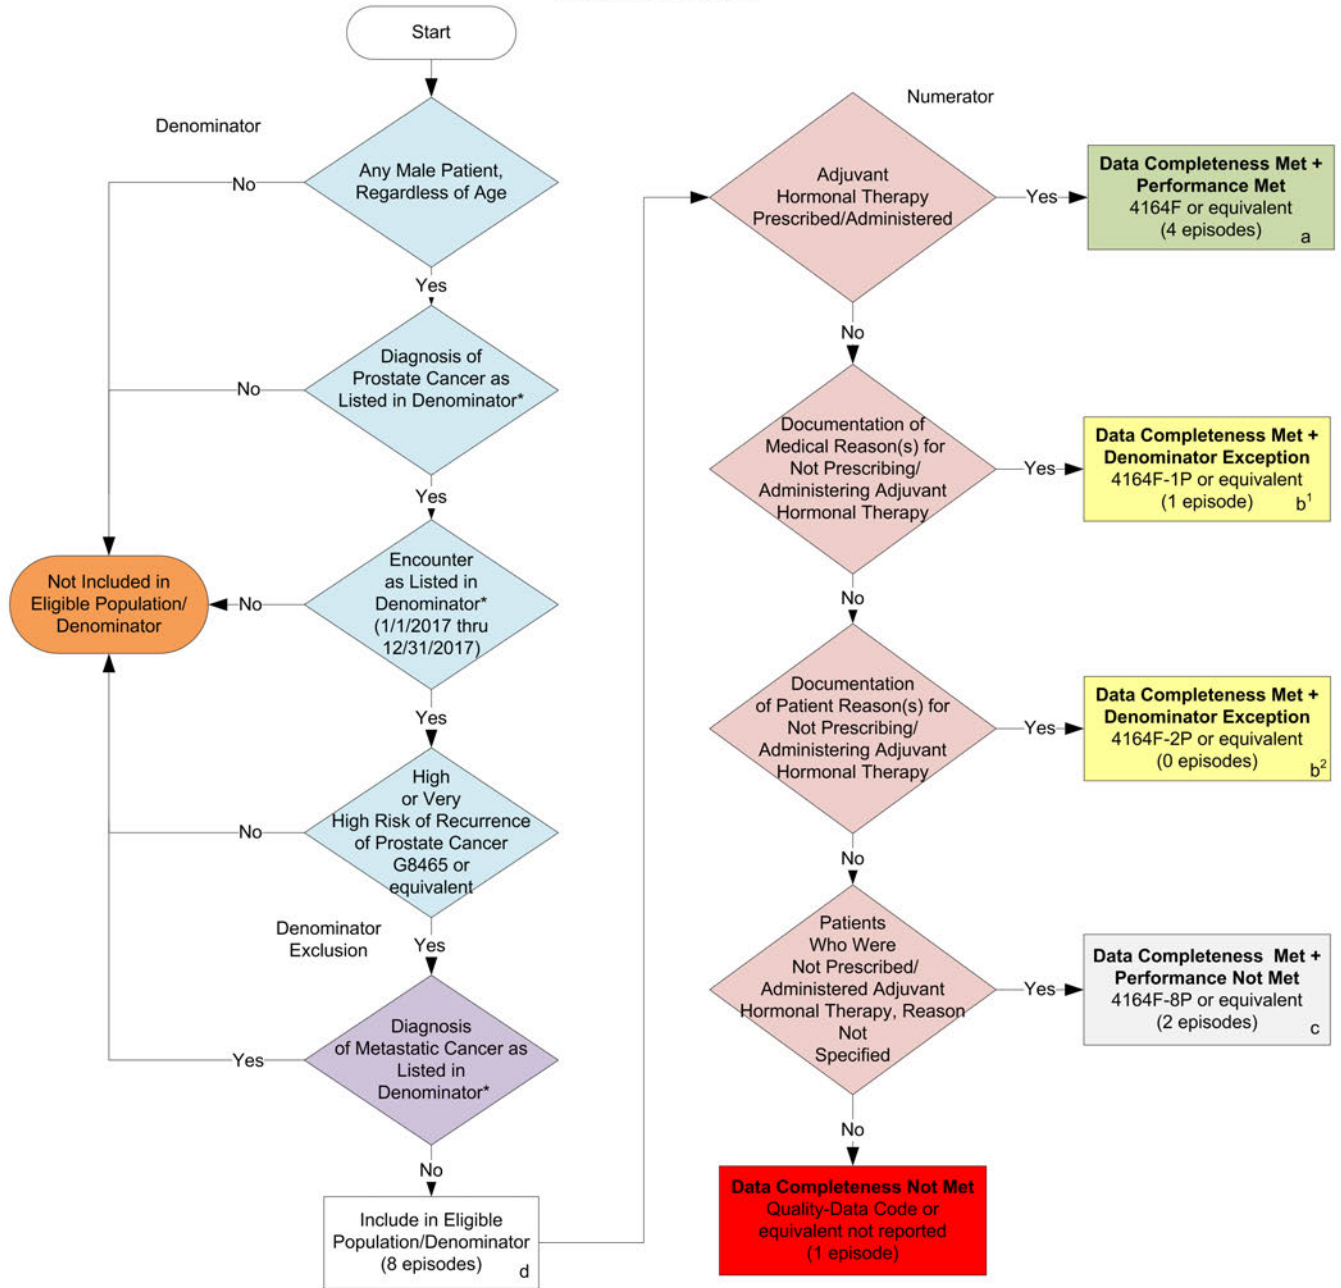 Start
Denominator
Any Male Patient,
Regardless of Age
No
Yes
Diagnosis of
Prostate Cancer as
Listed in Denominator*
No
Yes
Encounter
as Listed in
Denominator*
(1/1/2017 thru
12/31/2017)
No
Not Included in
Eligible Population/
Denominator
Yes
High
or Very
High Risk of Recurrence
of Prostate Cancer
G8465 or
equivalent
No
Denominator
Exclusion
Yes
Diagnosis
of Metastatic Cancer as
Listed in
Denominator*
Yes
No
Include in Eligible
Population/Denominator
(8 episodes)
d
Numerator
Adjuvant
Hormonal Therapy
Prescribed/Administered
Yes
Data Completeness Met +
Performance Met
4164F or equivalent
(4 episodes)
a
No
Documentation of
Medical Reason(s) for
Not Prescribing/
Administering Adjuvant
Hormonal Therapy
Yes
Data Completeness Met +
Denominator Exception
4164F-1P or equivalent
(1 episode)
b¹
No
Documentation
of Patient Reason(s) for
Not Prescribing/
Administering Adjuvant
Hormonal Therapy
Yes
Data Completeness Met +
Denominator Exception
4164F-2P or equivalent
(0 episodes)
b²
No
Patients
Who Were
Not Prescribed/
Administered Adjuvant
Hormonal Therapy, Reason
Not
Specified
Yes
Data Completeness Met +
Performance Not Met
4164F-8P or equivalent
(2 episodes)
c
No
Data Completeness Not Met
Quality-Data Code or
equivalent not reported
(1 episode)